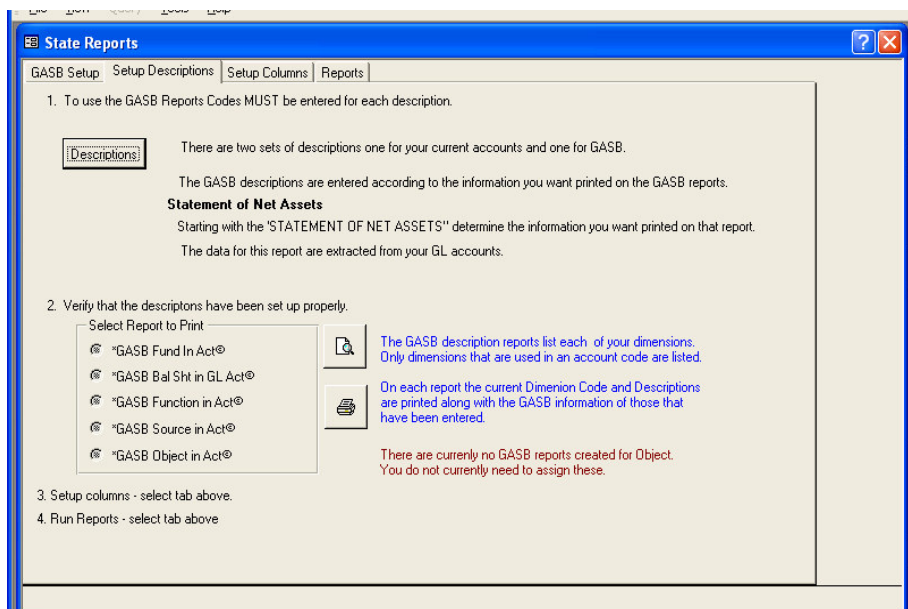 File View Query Tools Help
State Reports
GASB Setup Setup Descriptions Setup Columns Reports
1. To use the GASB Reports Codes MUST be entered for each description.
Descriptions
There are two sets of descriptions one for your current accounts and one for GASB.
The GASB descriptions are entered according to the information you want printed on the GASB reports.
Statement of Net Assets
Starting with the 'STATEMENT OF NET ASSETS" determine the information you want printed on that report.
The data for this report are extracted from your GL accounts.
2. Verify that the descriptons have been set up properly.
Select Report to Print
*GASB Fund In Act©
*GASB Bal Sht in GL Act©
*GASB Function in Act©
*GASB Source in Act©
*GASB Object in Act©
The GASB description reports list each of your dimensions.
Only dimensions that are used in an account code are listed.
On each report the current Dimenion Code and Descriptions
are printed along with the GASB information of those that
have been entered.
There are currenly no GASB reports created for Object.
You do not currently need to assign these.
3. Setup columns - select tab above.
4. Run Reports - select tab above